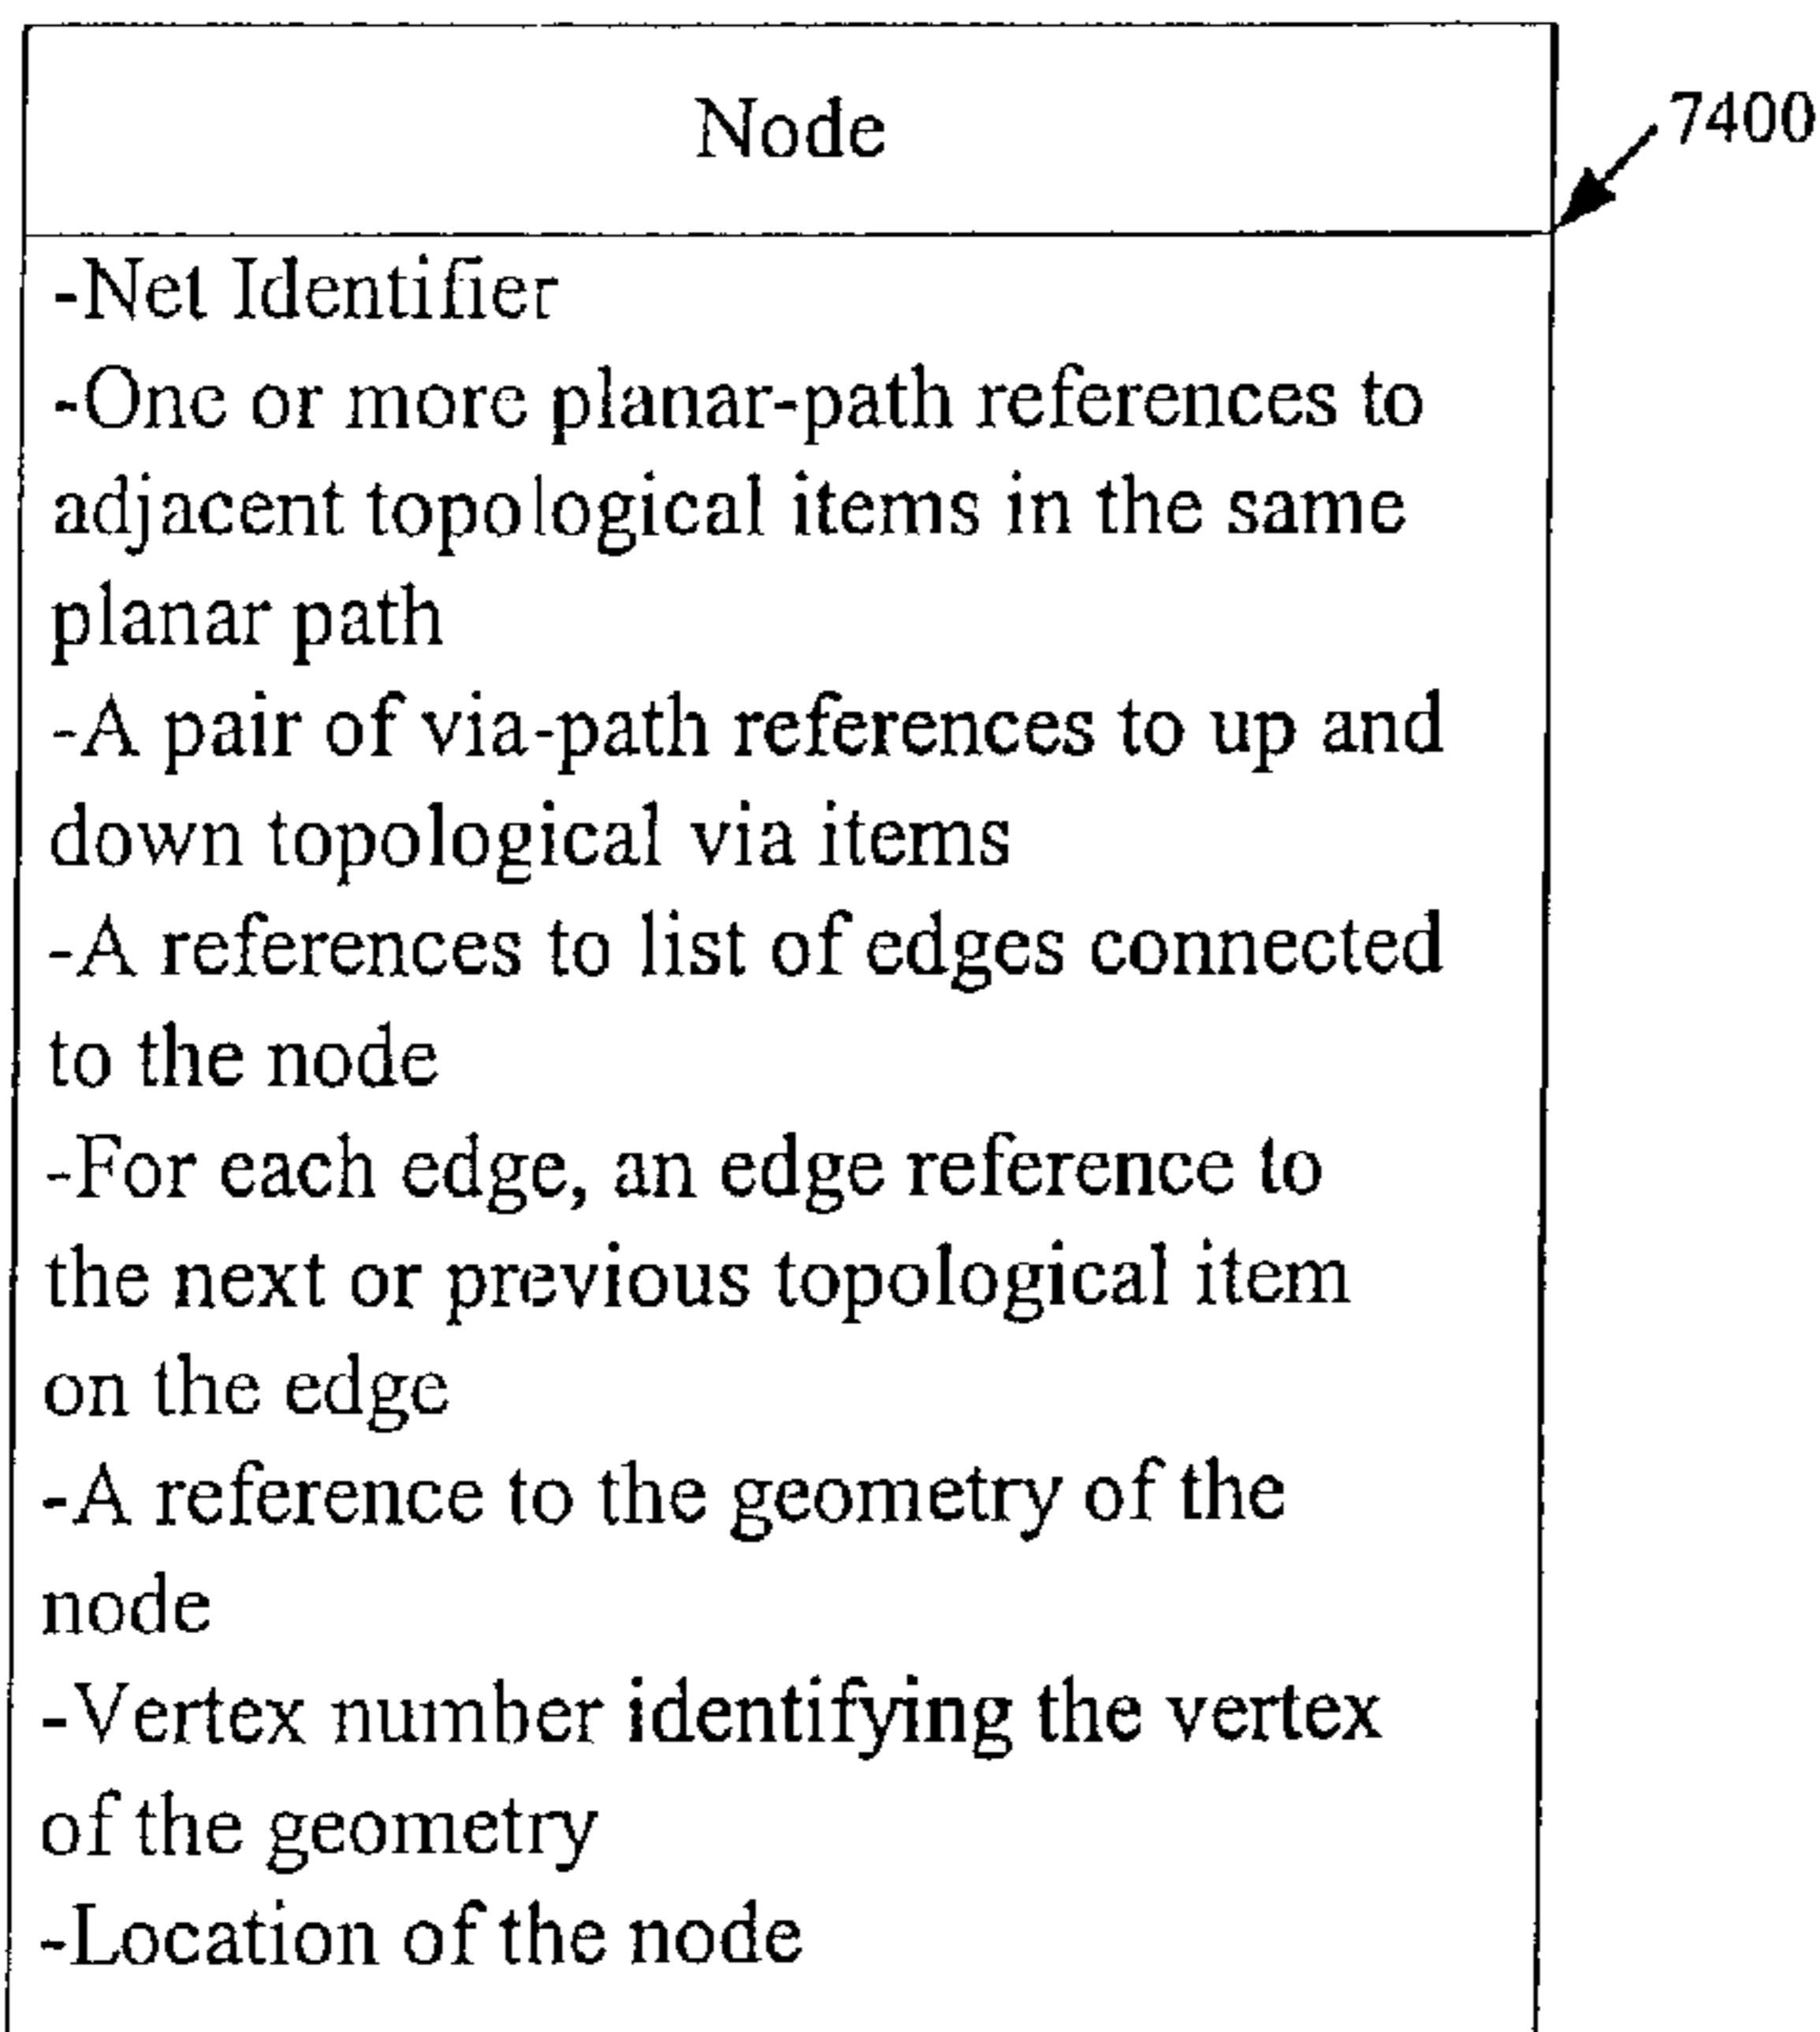 Node
7400
-Net Identifier
-One or more planar-path references to
adjacent topological items in the same
planar path
-A pair of via-path references to up and
down topological via items
-A references to list of edges connected
to the node
-For each edge, an edge reference to
the next or previous topological item
on the edge
-A reference to the geometry of the
node
-Vertex number identifying the vertex
of the geometry
-Location of the node